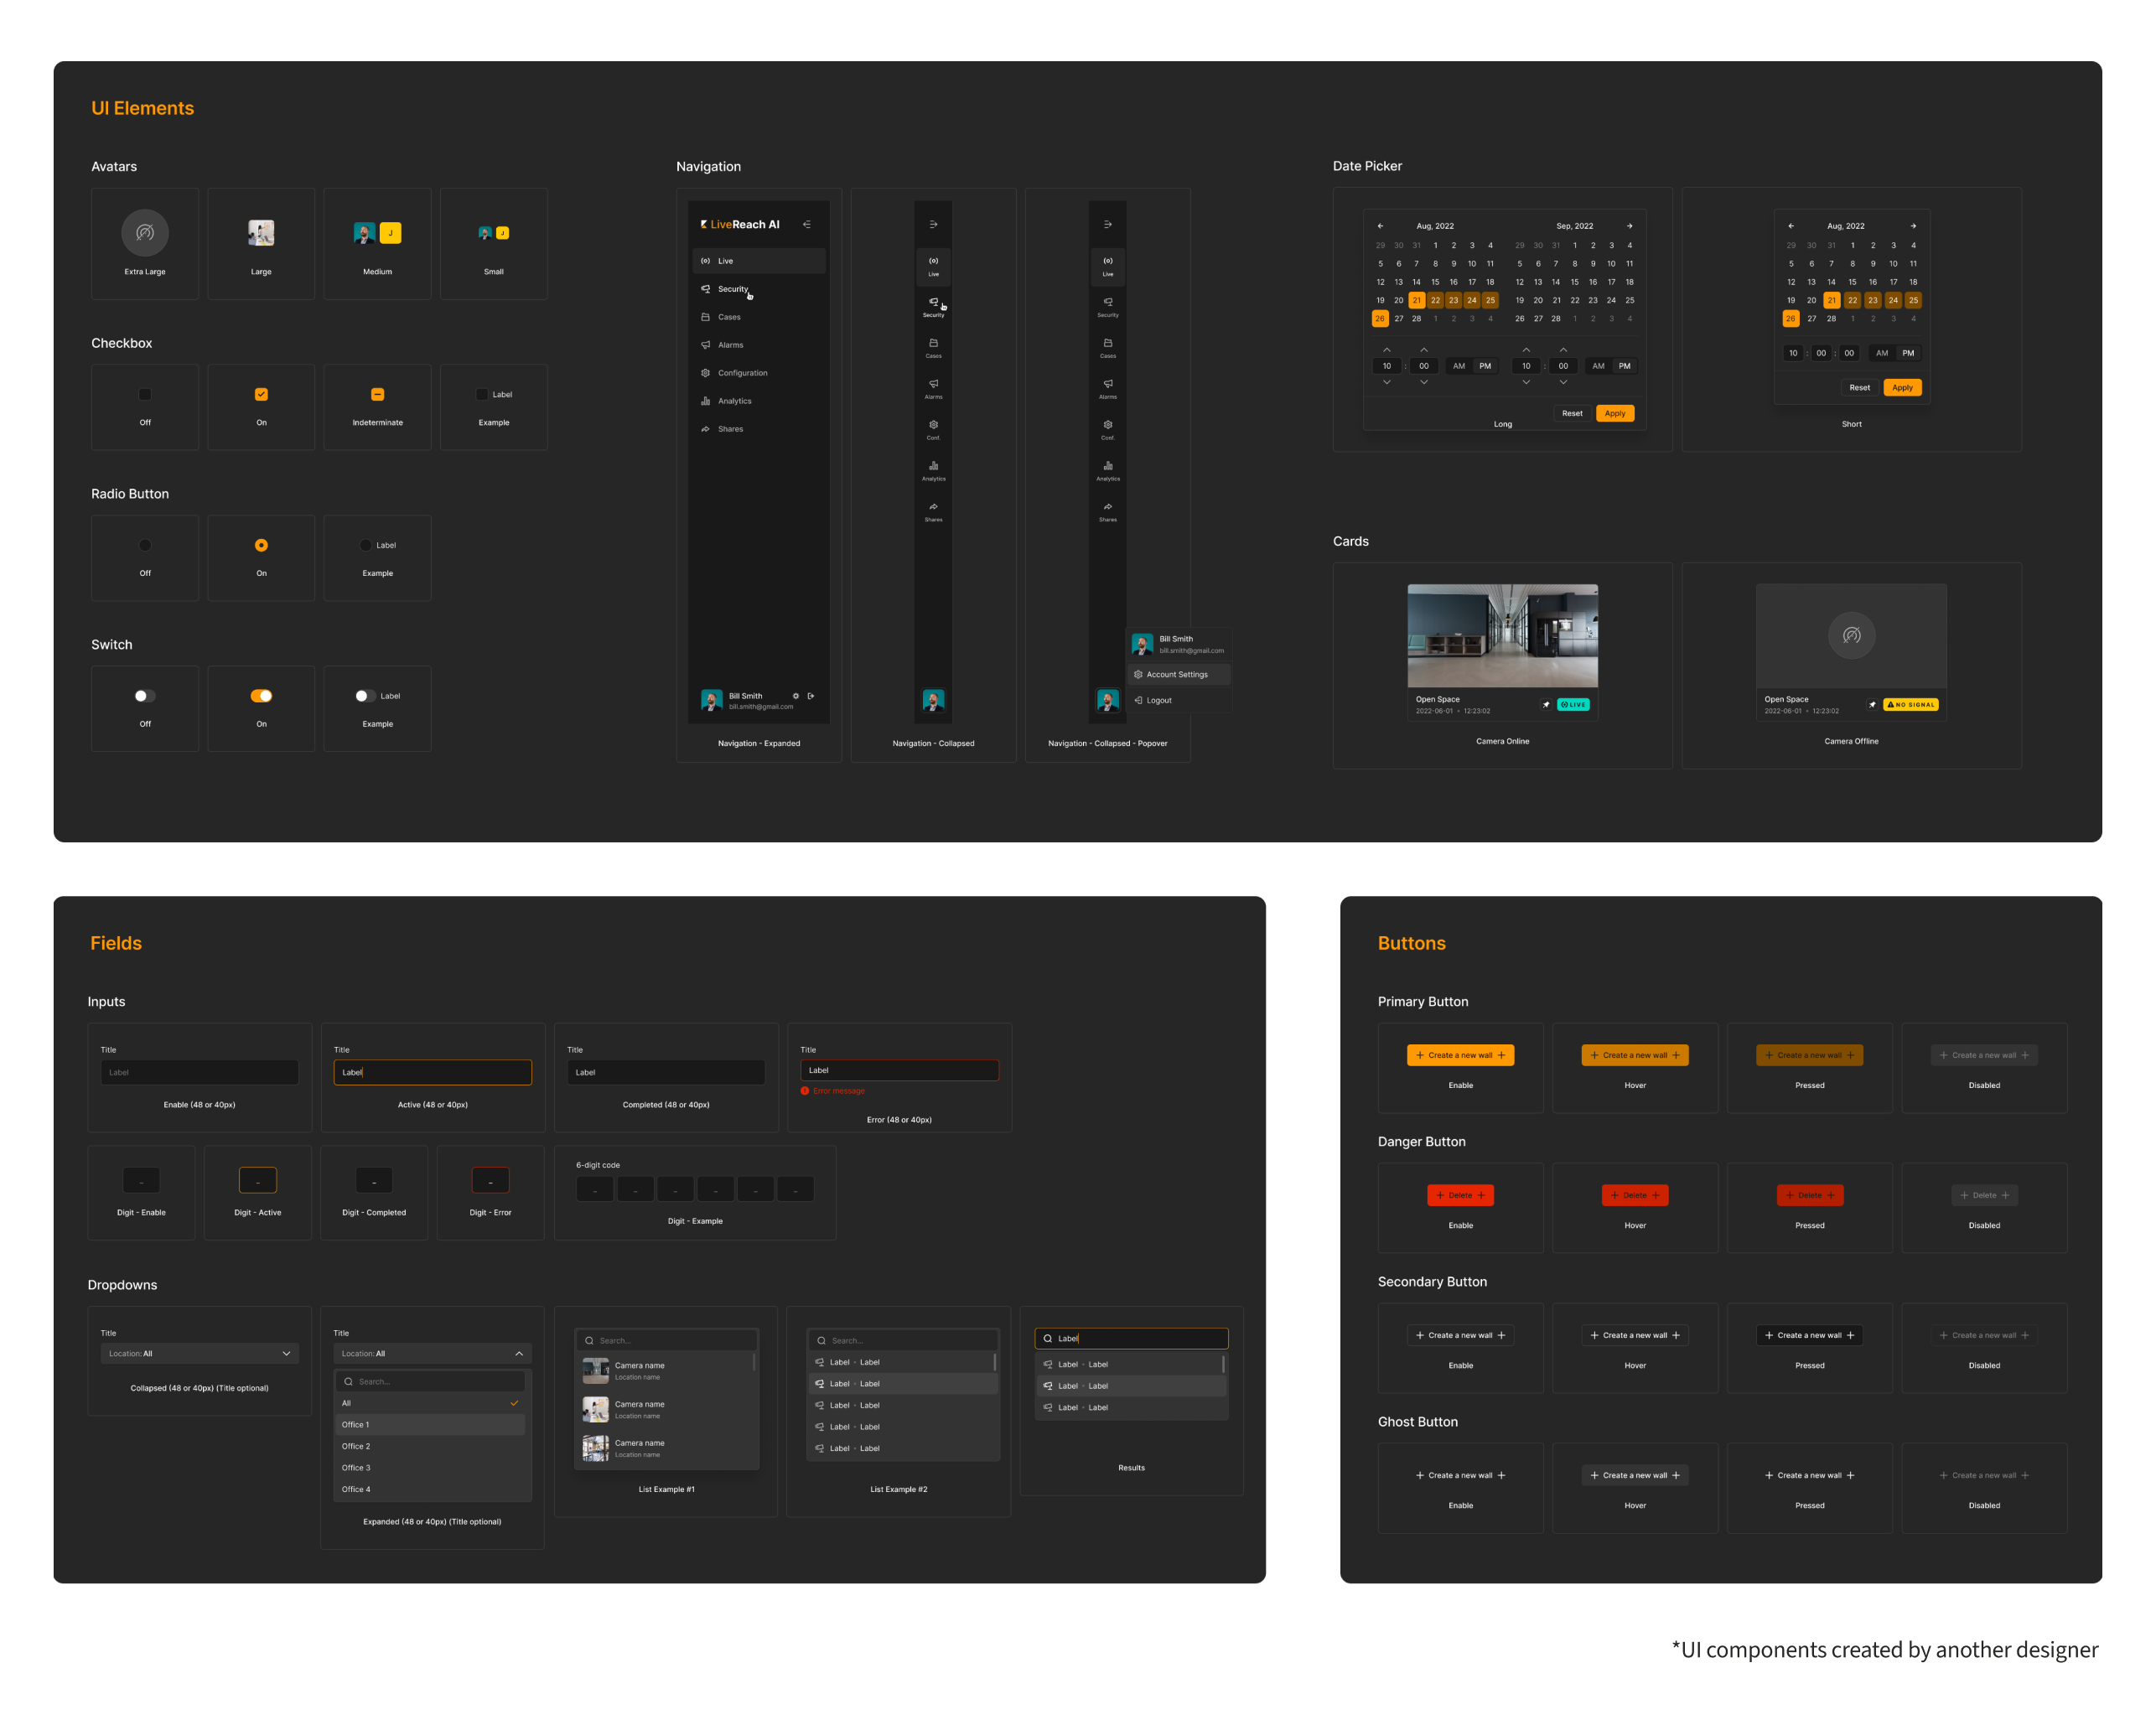 UI Elements
Avatars
Extra Large
Large
J
Medium
J
Small
Checkbox
Off
On
Indeterminate
Label
Example
Radio Button
Off
On
Label
Example
Switch
Off
On
Label
Example
Navigation
LiveReach AI
Live
Security
Cases
Alarms
Configuration
Analytics
Shares
Bill Smith
bill.smith@gmail.com
Navigation - Expanded
Live
Security
Cases
Alarms
Conf.
Analytics
Shares
Navigation - Collapsed
Live
Security
Cases
Alarms
Conf.
Analytics
Shares
Bill Smith
bill.smith@gmail.com
Account Settings
Logout
Navigation - Collapsed - Popover
Date Picker
Aug, 2022 Sep, 2022
29 30 31 1 2 3 4 29 30 31 1 2 3 4
5 6 7 8 9 10 11 5 6 7 8 9 10 11
12 13 14 15 16 17 18 12 13 14 15 16 17 18
19 20 21 22 23 24 25 19 20 21 22 23 24 25
26 27 28 1 2 3 4 26 27 28 1 2 3 4
10 : 00 AM PM 10 : 00 AM PM
Reset Apply
Long
Aug, 2022
29 30 31 1 2 3 4
5 6 7 8 9 10 11
12 13 14 15 16 17 18
19 20 21 22 23 24 25
26 27 28 1 2 3 4
10 : 00 : 00 AM PM
Reset Apply
Short
Cards
Open Space
2022-06-01 • 12:23:02
LIVE
Camera Online
Open Space
2022-06-01 • 12:23:02
NO SIGNAL
Camera Offline
Fields
Inputs
Title
Label
Enable (48 or 40px)
Title
Label
Active (48 or 40px)
Title
Label
Completed (48 or 40px)
Title
Label
Error message
Error (48 or 40px)
–
Digit - Enable
–
Digit - Active
–
Digit - Completed
–
Digit - Error
6-digit code
– – – – – –
Digit - Example
Dropdowns
Title
Location: All
Collapsed (48 or 40px) (Title optional)
Title
Location: All
Search...
All
Office 1
Office 2
Office 3
Office 4
Expanded (48 or 40px) (Title optional)
Search...
Camera name
Location name
Camera name
Location name
Camera name
Location name
List Example #1
Search...
Label • Label
Label • Label
Label • Label
Label • Label
Label • Label
List Example #2
Label
Label • Label
Label • Label
Label • Label
Results
Buttons
Primary Button
+ Create a new wall +
Enable
+ Create a new wall +
Hover
+ Create a new wall +
Pressed
+ Create a new wall +
Disabled
Danger Button
+ Delete +
Enable
+ Delete +
Hover
+ Delete +
Pressed
+ Delete +
Disabled
Secondary Button
+ Create a new wall +
Enable
+ Create a new wall +
Hover
+ Create a new wall +
Pressed
+ Create a new wall +
Disabled
Ghost Button
+ Create a new wall +
Enable
+ Create a new wall +
Hover
+ Create a new wall +
Pressed
+ Create a new wall +
Disabled
*UI components created by another designer